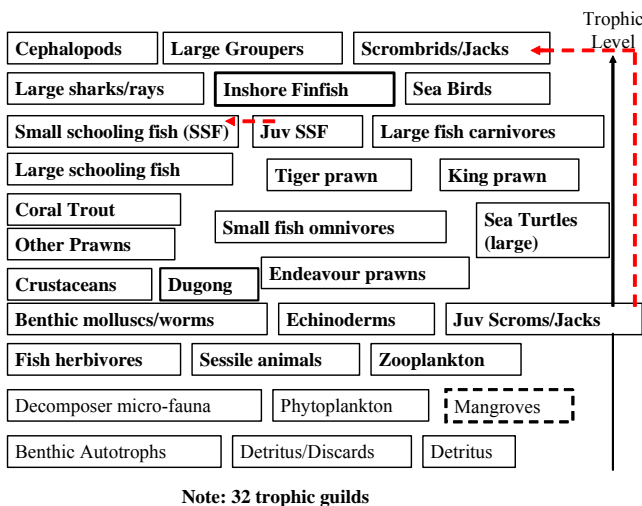 Trophic
Level
Cephalopods Large Groupers Scrombrids/Jacks
Large sharks/rays Inshore Finfish Sea Birds
Small schooling fish (SSF) Juv SSF Large fish carnivores
Large schooling fish Tiger prawn King prawn
Coral Trout Small fish omnivores Sea Turtles
(large)
Other Prawns
Crustaceans Dugong Endeavour prawns
Benthic molluscs/worms Echinoderms Juv Scroms/Jacks
Fish herbivores Sessile animals Zooplankton
Decomposer micro-fauna Phytoplankton Mangroves
Benthic Autotrophs Detritus/Discards Detritus
Note: 32 trophic guilds